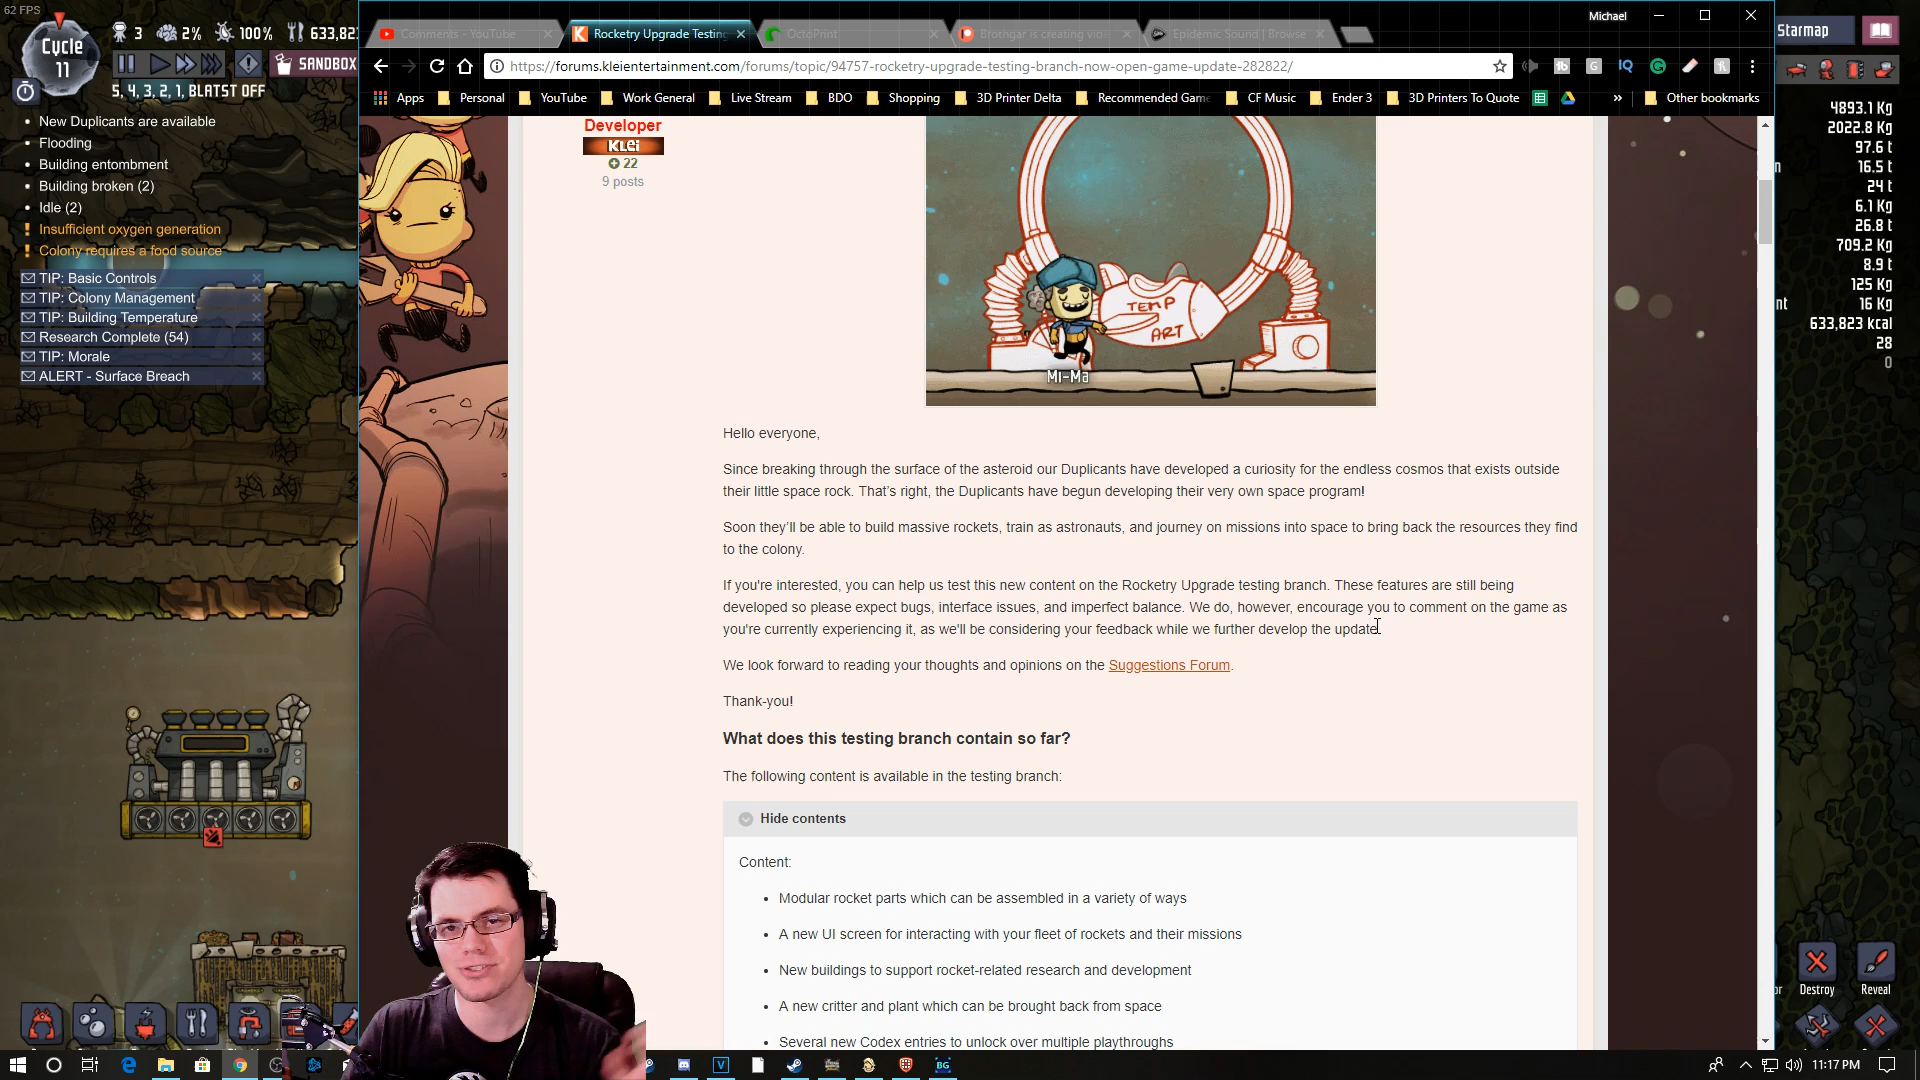 62 FPS
Cycle
11
3
2%
100%
633,82
SANDBOX
5, 4, 3, 2, 1, BLATST OFF
New Duplicants are available
Flooding
Building entombment
Building broken (2)
Idle (2)
! Insufficient oxygen generation
! Colony requires a food source
TIP: Basic Controls
TIP: Colony Management
TIP: Building Temperature
Research Complete (54)
TIP: Morale
ALERT - Surface Breach
Comments - YouTube
Rocketry Upgrade Testing
OctoPrint
Brothgar is creating vide
Epidemic Sound | Browse
Michael
https://forums.kleientertainment.com/forums/topic/94757-rocketry-upgrade-testing-branch-now-open-game-update-282822/
Apps
Personal
YouTube
Work General
Live Stream
BDO
Shopping
3D Printer Delta
Recommended Game
CF Music
Ender 3
3D Printers To Quote
»
Other bookmarks
Developer
KLei
22
9 posts
TEMP
ART
Mi-Ma
Hello everyone,
Since breaking through the surface of the asteroid our Duplicants have developed a curiosity for the endless cosmos that exists outside
their little space rock. That's right, the Duplicants have begun developing their very own space program!
Soon they'll be able to build massive rockets, train as astronauts, and journey on missions into space to bring back the resources they find
to the colony.
If you're interested, you can help us test this new content on the Rocketry Upgrade testing branch. These features are still being
developed so please expect bugs, interface issues, and imperfect balance. We do, however, encourage you to comment on the game as
you're currently experiencing it, as we'll be considering your feedback while we further develop the update.
We look forward to reading your thoughts and opinions on the Suggestions Forum.
Thank-you!
What does this testing branch contain so far?
The following content is available in the testing branch:
Hide contents
Content:
Modular rocket parts which can be assembled in a variety of ways
A new UI screen for interacting with your fleet of rockets and their missions
New buildings to support rocket-related research and development
A new critter and plant which can be brought back from space
Several new Codex entries to unlock over multiple playthroughs
Starmap
4893.1 Kg
2022.8 Kg
97.6 t
16.5 t
24 t
6.1 Kg
26.8 t
709.2 Kg
8.9 t
125 Kg
16 Kg
633,823 kcal
28
0
Destroy
Reveal
BG
11:17 PM